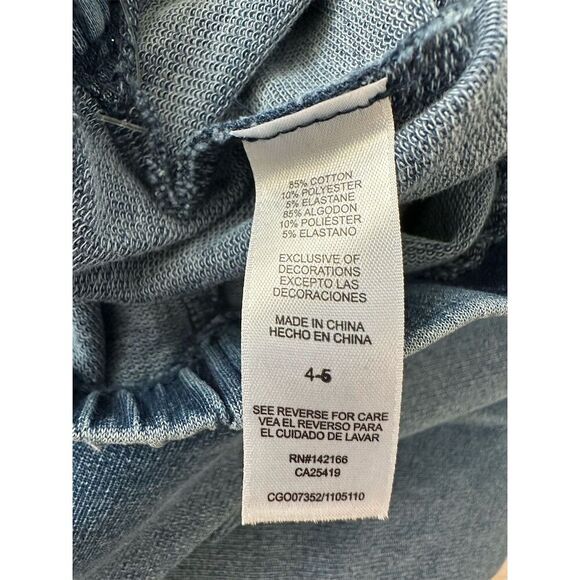 85% COTTON
10% POLYESTER
5% ELASTANE
85% ALGODON
10% POLIÉSTER
5% ELASTANO
EXCLUSIVE OF
DECORATIONS
EXCEPTO LAS
DECORACIONES
MADE IN CHINA
HECHO EN CHINA
4-5
SEE REVERSE FOR CARE
VEA EL REVERSO PARA
EL CUIDADO DE LAVAR
RN#142166
CA25419
CGO07352/1105110